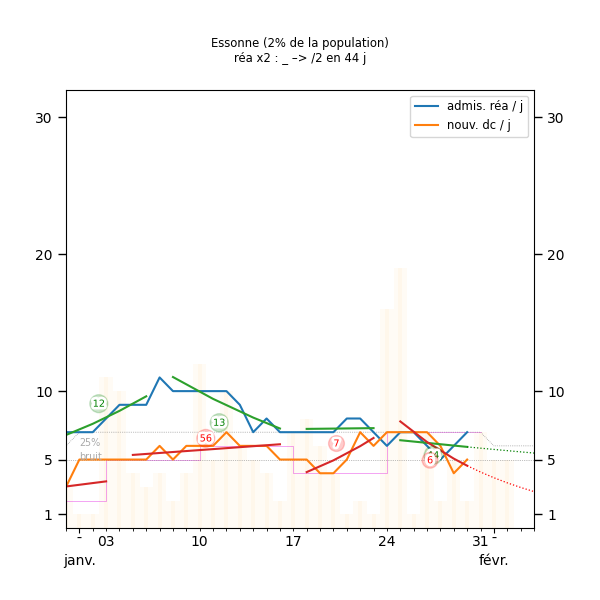 Essonne (2% de la population)
réa x2 : _ –> /2 en 44 j
admis. réa / j
nouv. dc / j
30 30
20 20
10 10
5 5
1 1
12
13
56
7
44
6
25%
bruit
- 03 10 17 24 31 -
janv. févr.